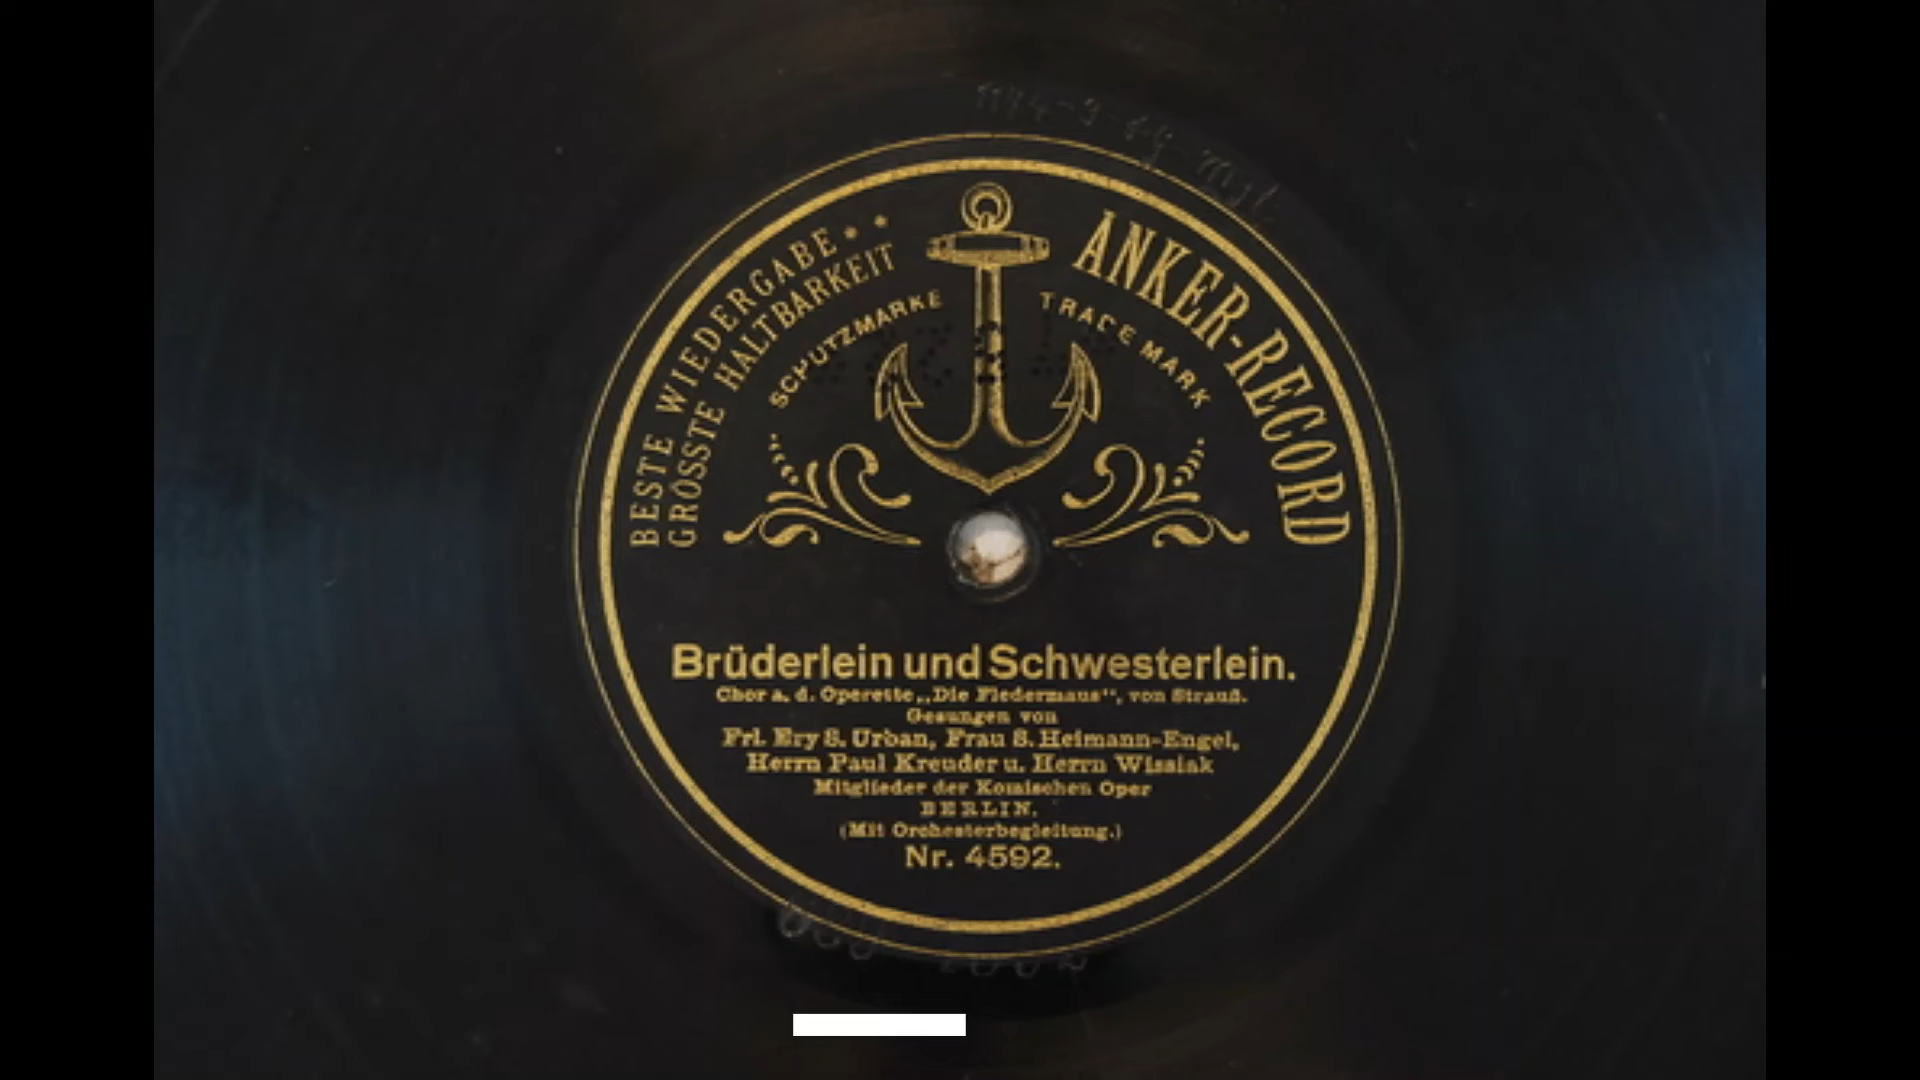 BESTE WIEDERGABE
GRÖSSTE HALTBARKEIT
SCHUTZMARKE
TRADE MARK
ANKER-RECORD
Brüderlein und Schwesterlein.
Chor a. d. Operette „Die Fledermaus“, von Strauß.
Gesungen von
Frl. Ery S. Urban, Frau S. Heimann-Engel,
Herrn Paul Kreuder u. Herrn Wissiak
Mitglieder der Komischen Oper
BERLIN.
(Mit Orchesterbegleitung.)
Nr. 4592.